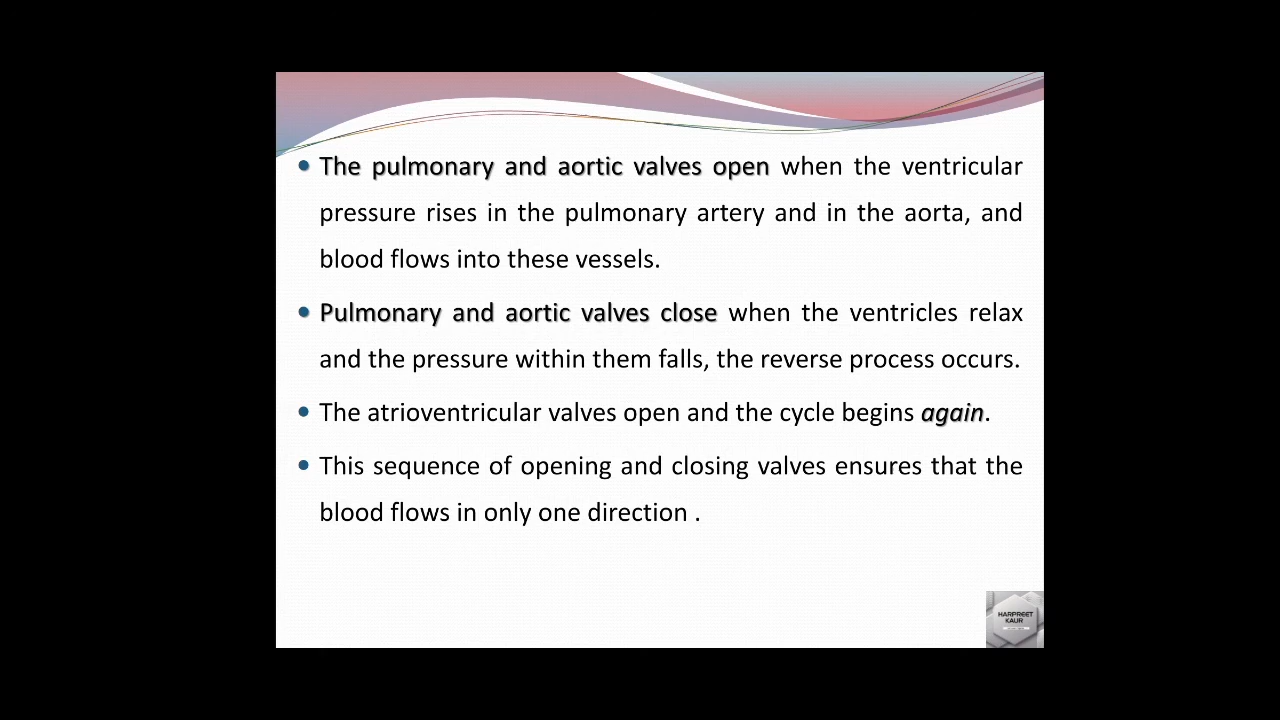 • The pulmonary and aortic valves open when the ventricular
pressure rises in the pulmonary artery and in the aorta, and
blood flows into these vessels.
• Pulmonary and aortic valves close when the ventricles relax
and the pressure within them falls, the reverse process occurs.
• The atrioventricular valves open and the cycle begins again.
• This sequence of opening and closing valves ensures that the
blood flows in only one direction .
HARPREET
KAUR